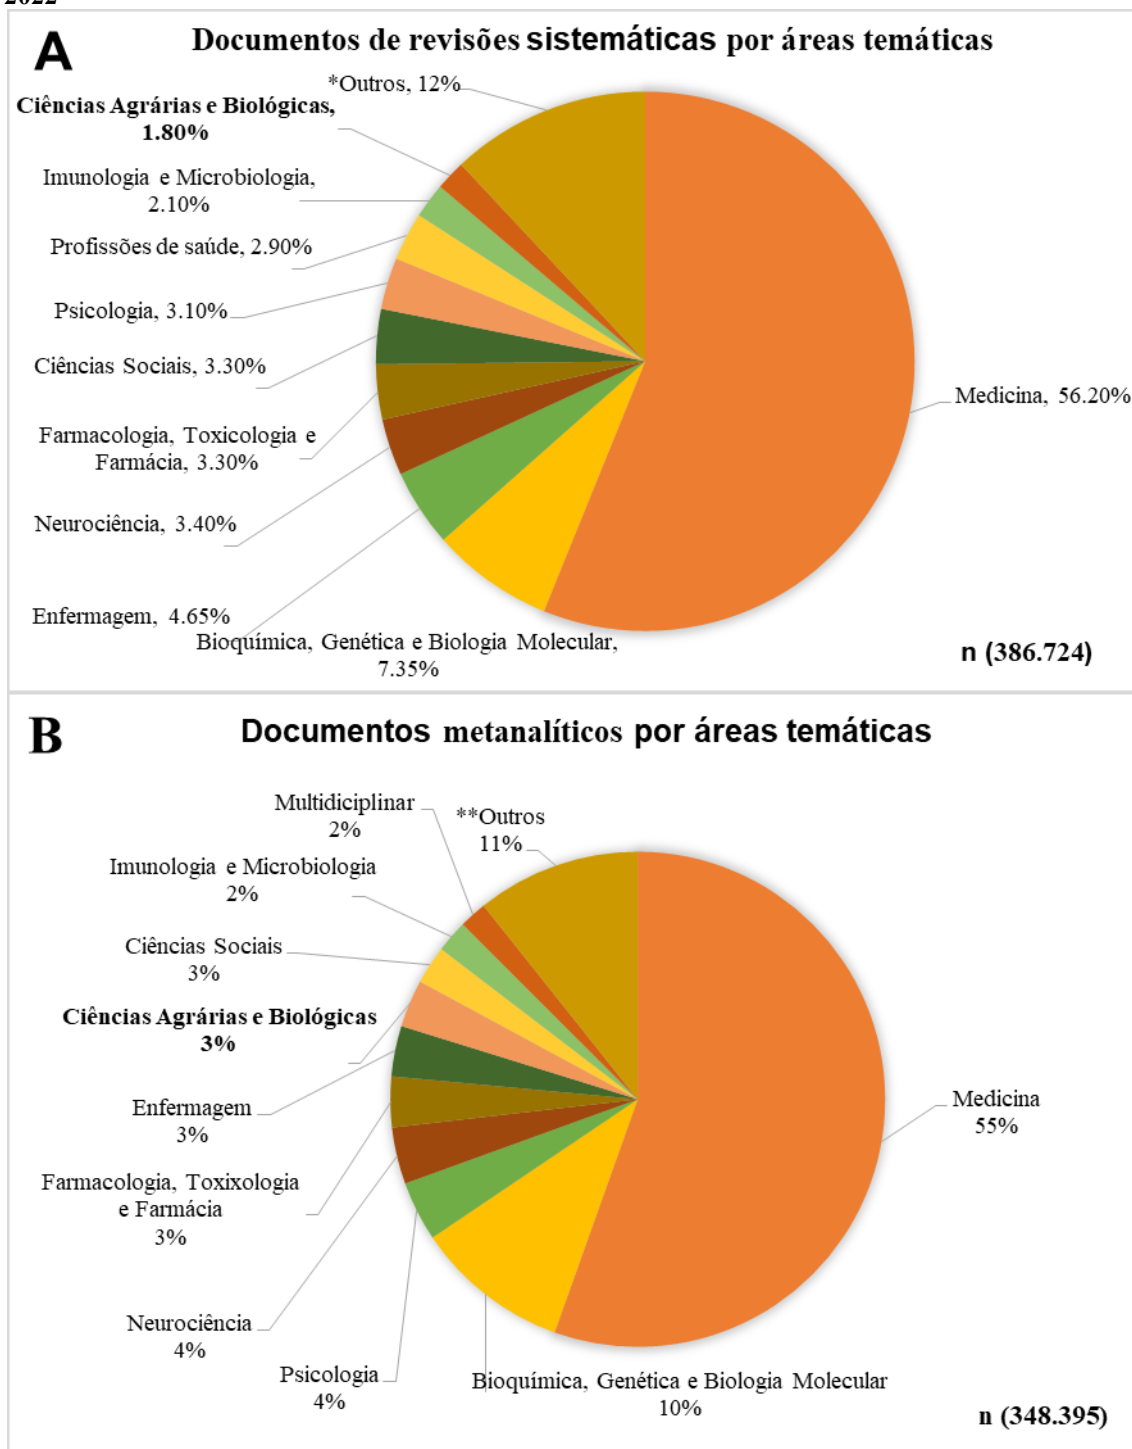 2022
A
Documentos de revisões sistemáticas por áreas temáticas
*Outros, 12%
Ciências Agrárias e Biológicas,
1.80%
Imunologia e Microbiologia,
2.10%
Profissões de saúde, 2.90%
Psicologia, 3.10%
Ciências Sociais, 3.30%
Medicina, 56.20%
Farmacologia, Toxicologia e
Farmácia, 3.30%
Neurociência, 3.40%
Enfermagem, 4.65%
Bioquímica, Genética e Biologia Molecular,
7.35%
n (386.724)
B
Documentos metanalíticos por áreas temáticas
Multidiciplinar
2%
**Outros
11%
Imunologia e Microbiologia
2%
Ciências Sociais
3%
Ciências Agrárias e Biológicas
3%
Enfermagem
3%
Medicina
55%
Farmacologia, Toxixologia
e Farmácia
3%
Neurociência
4%
Psicologia
4%
Bioquímica, Genética e Biologia Molecular
10%
n (348.395)